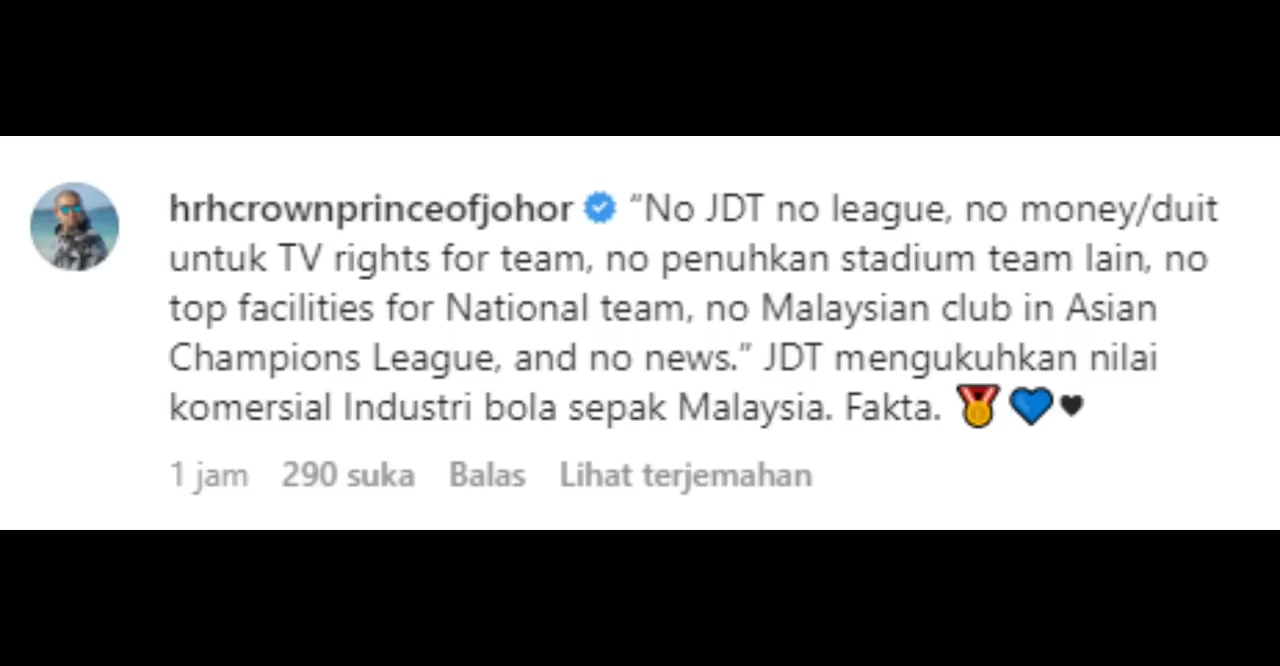 hrhcrownprinceofjohor "No JDT no league, no money/duit
untuk TV rights for team, no penuhkan stadium team lain, no
top facilities for National team, no Malaysian club in Asian
Champions League, and no news." JDT mengukuhkan nilai
komersial Industri bola sepak Malaysia. Fakta. 🏅💙🖤
1 jam 290 suka Balas Lihat terjemahan